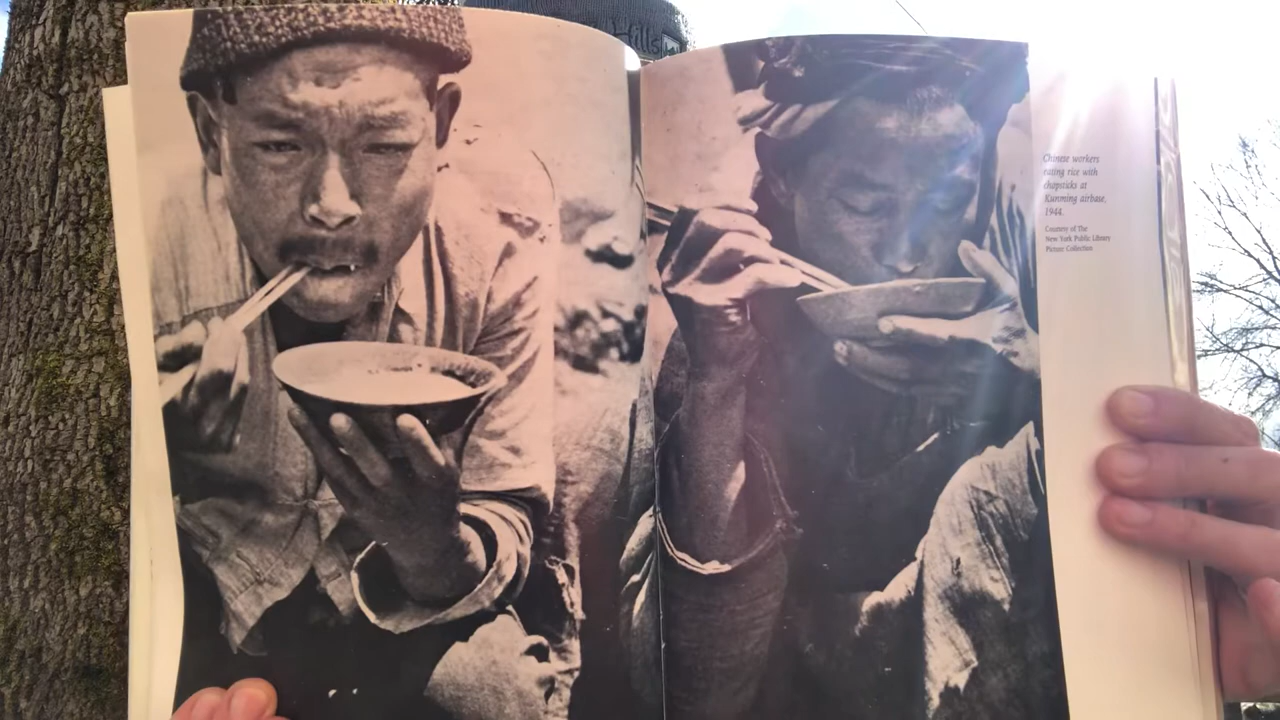 Hills
Chinese workers
eating rice with
chopsticks at
Kunming airbase,
1944.
Courtesy of The
New York Public Library
Picture Collection